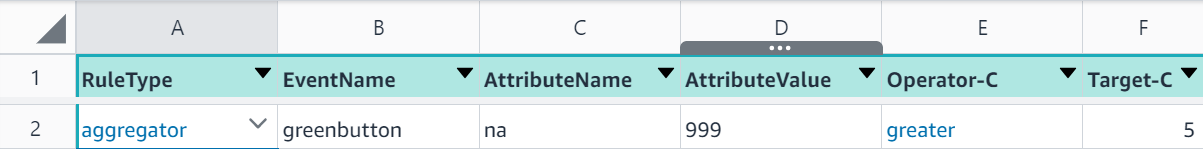 A B C D E F
1 RuleType EventName AttributeName AttributeValue Operator-C Target-C
2 aggregator greenbutton na 999 greater 5